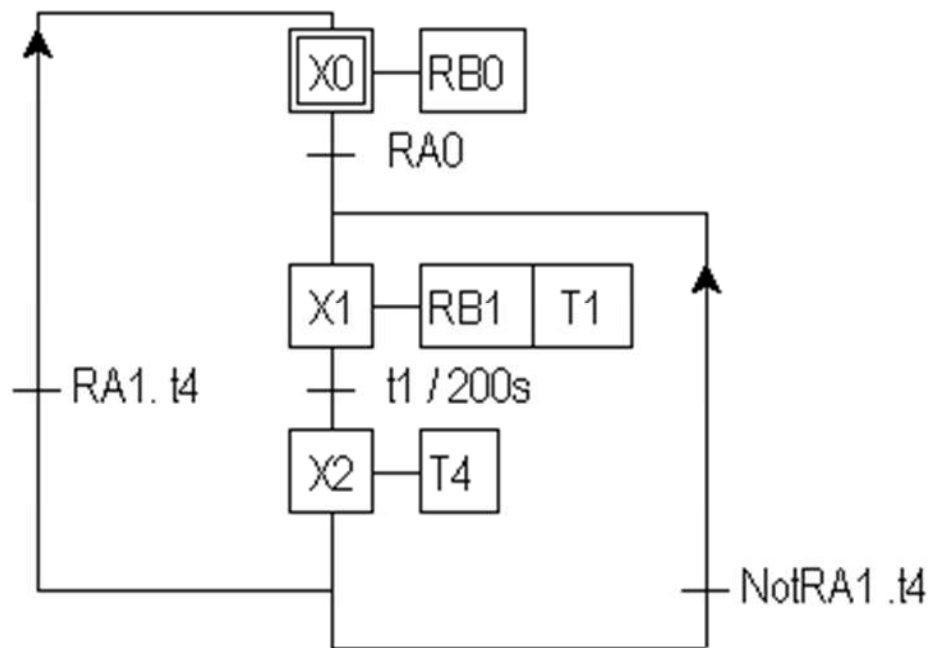 X0 RB0
RA0
X1 RB1 T1
RA1. t4 t1 / 200s
X2 T4
NotRA1 .t4